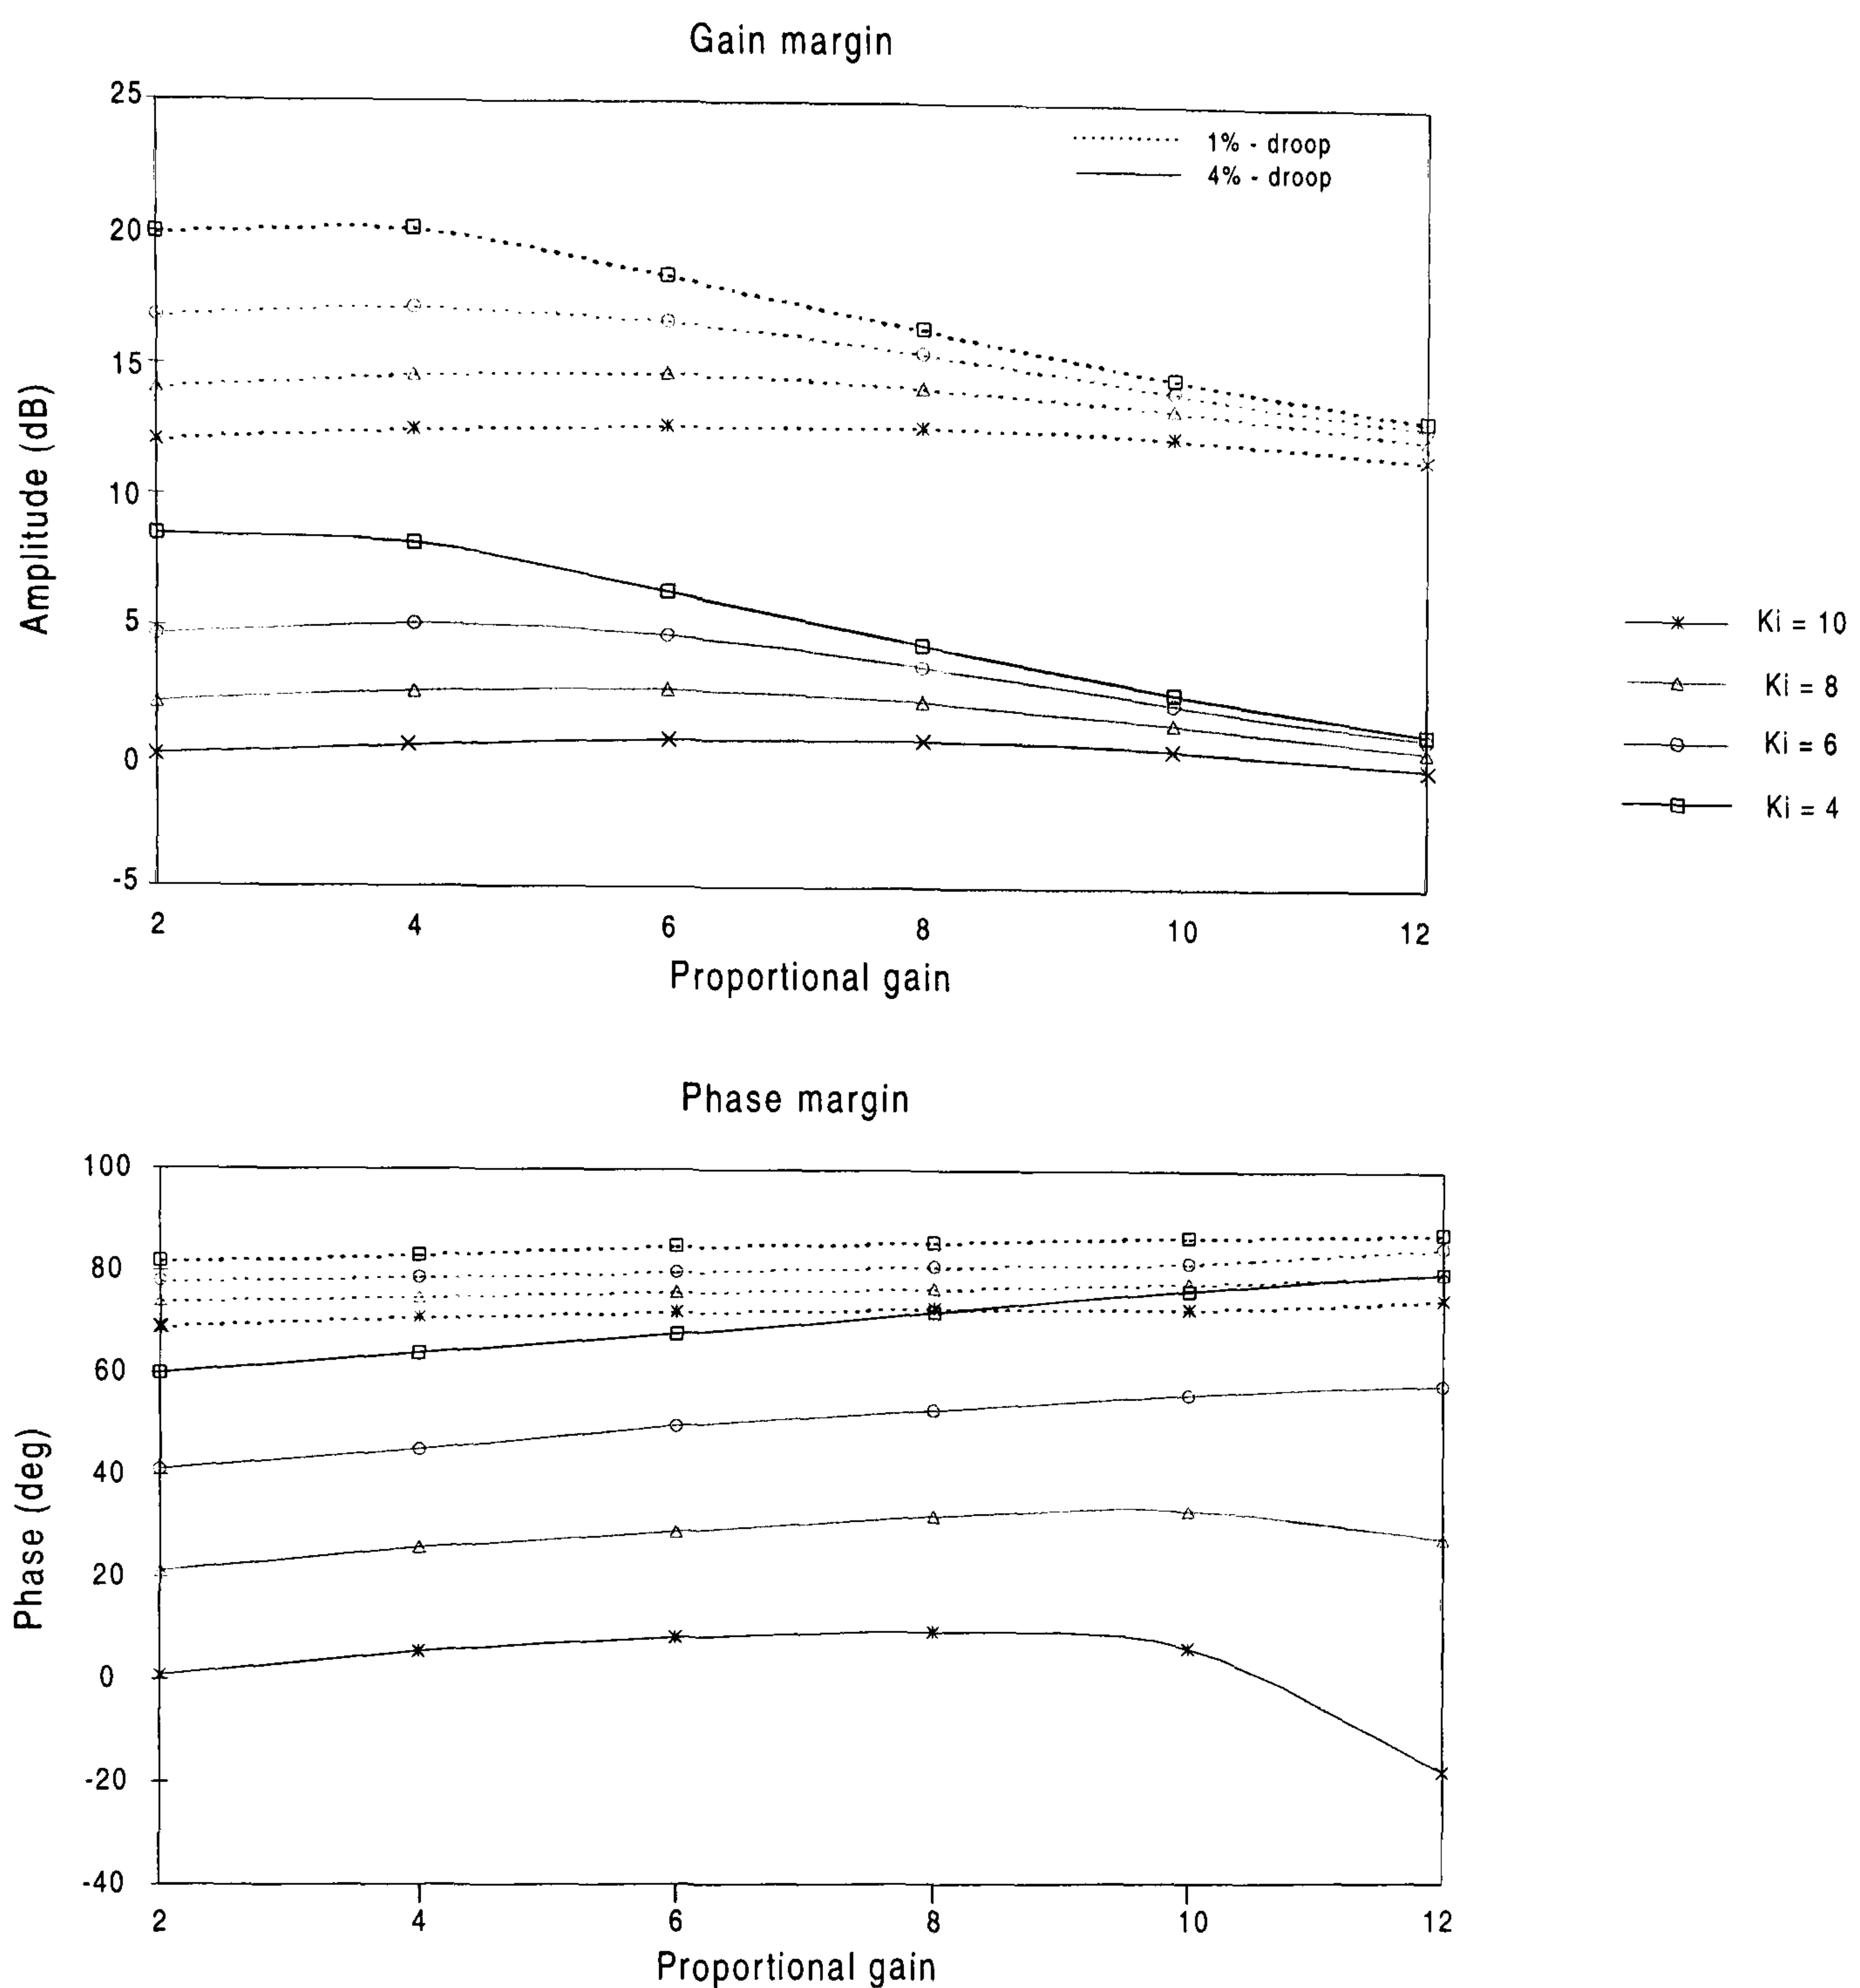 Gain margin
25
20
15
10
5
0
-5
Amplitude (dB)
1% - droop
4% - droop
2 4 6 8 10 12
Proportional gain
Ki = 10
Ki = 8
Ki = 6
Ki = 4
Phase margin
100
80
60
40
20
0
-20
-40
Phase (deg)
2 4 6 8 10 12
Proportional gain